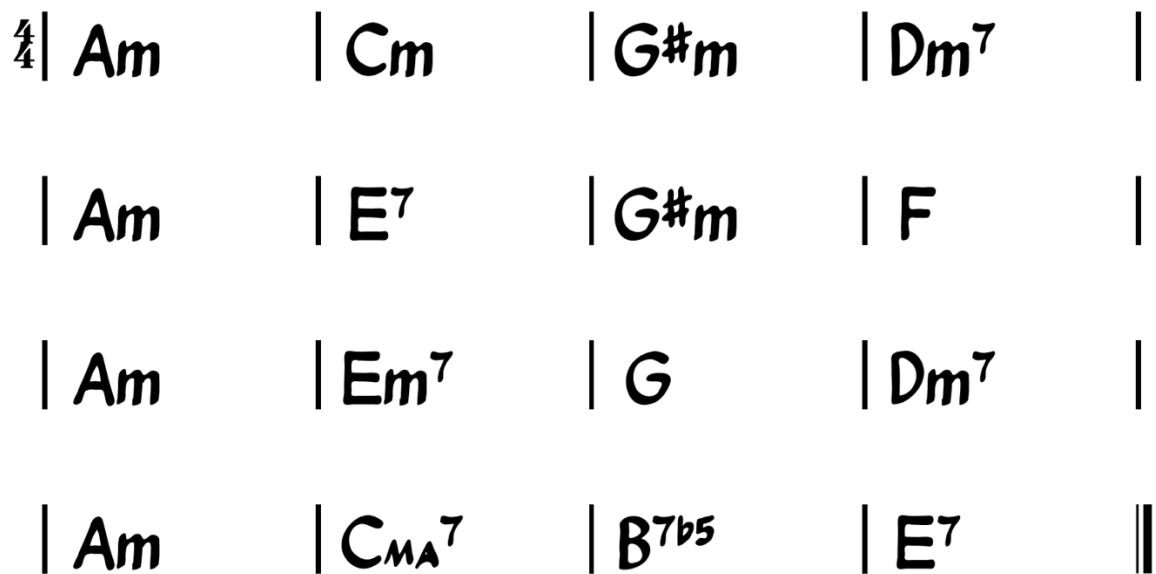 4/4 | Am | Cm | G#m | Dm7 |
| Am | E7 | G#m | F |
| Am | Em7 | G | Dm7 |
| Am | CMA7 | B7b5 | E7 ||